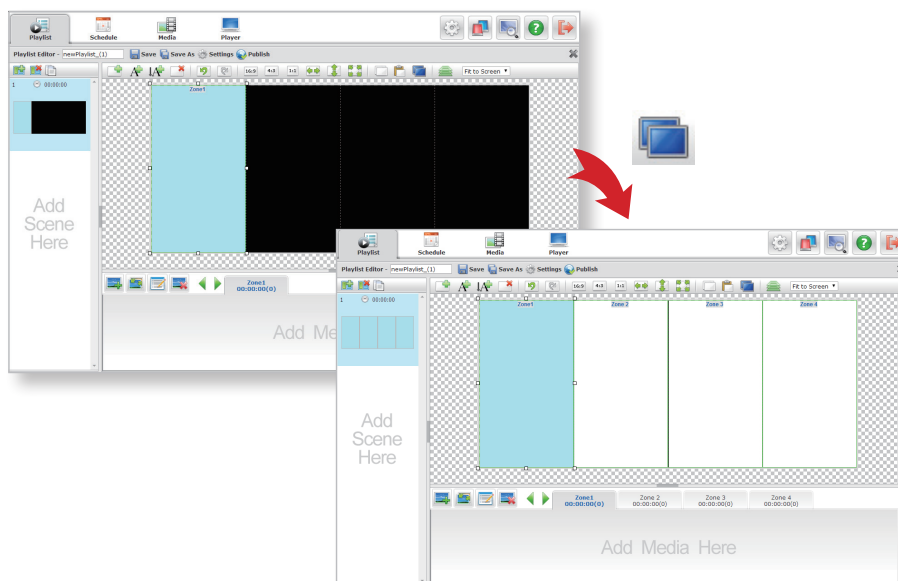 Playlist Schedule Media Player
Playlist Editor - newPlaylist_(1) Save Save As Settings Publish
16:9 4:3 1:1 Fit to Screen
1 00:00:00
Zone1
Add
Scene
Here
Zone1
00:00:00(0)
Add Me
Playlist Schedule Media Player
Playlist Editor - newPlaylist_(1) Save Save As Settings Publish
16:9 4:3 1:1 Fit to Screen
1 00:00:00
Zone1 Zone 2 Zone 3 Zone 4
Add
Scene
Here
Zone1 Zone 2 Zone 3 Zone 4
00:00:00(0) 00:00:00(0) 00:00:00(0) 00:00:00(0)
Add Media Here